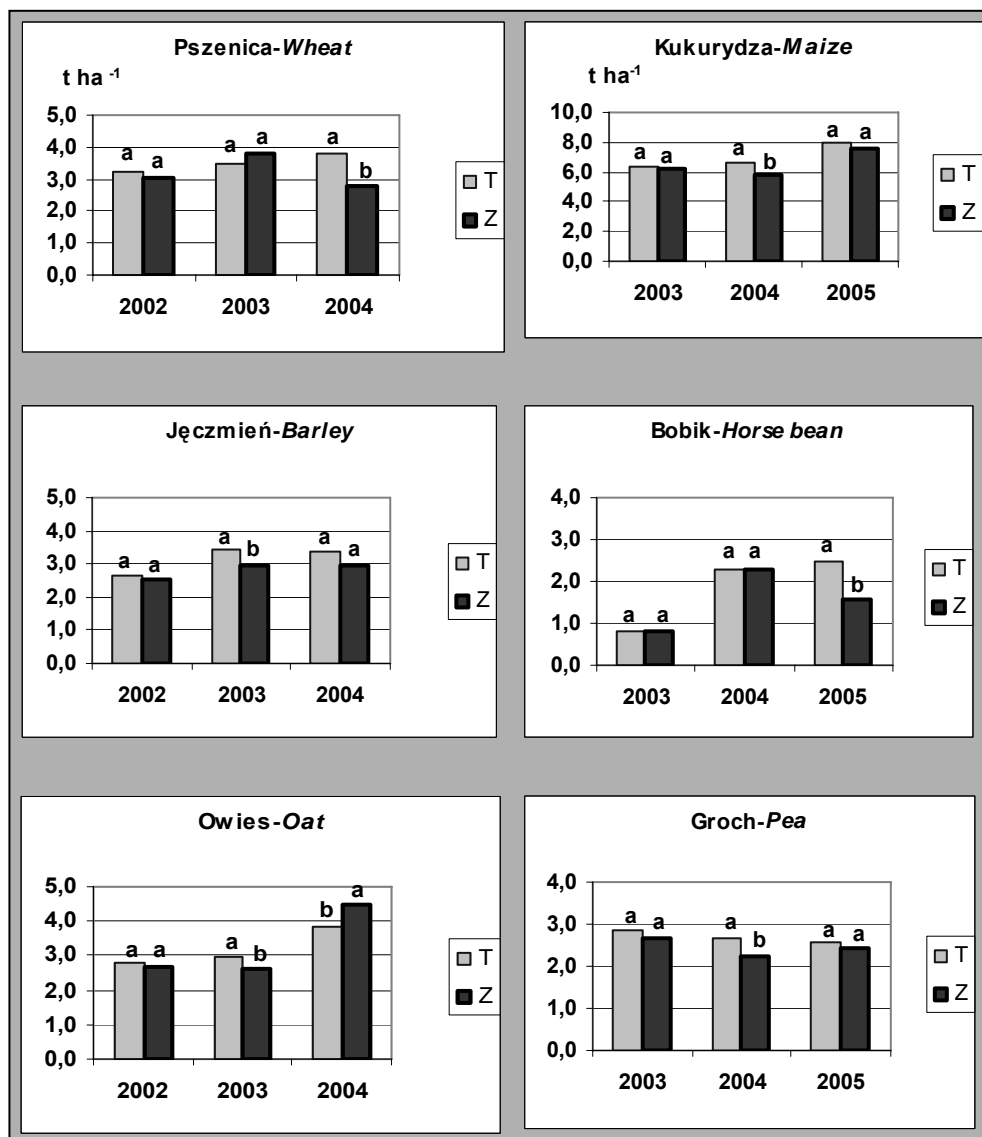 Pszenica-Wheat
t ha -1
5,0
4,0
3,0
2,0
1,0
0,0
a a a a a b
2002 2003 2004
T
Z
Kukurydza-Maize
t ha-1
10,0
8,0
6,0
4,0
2,0
0,0
a a a b a a
2003 2004 2005
T
Z
Jęczmień-Barley
5,0
4,0
3,0
2,0
1,0
0,0
a a a b a a
2002 2003 2004
T
Z
Bobik-Horse bean
4,0
3,0
2,0
1,0
0,0
a a a a a b
2003 2004 2005
T
Z
Owies-Oat
5,0
4,0
3,0
2,0
1,0
0,0
a a a b b a
2002 2003 2004
T
Z
Groch-Pea
4,0
3,0
2,0
1,0
0,0
a a a b a a
2003 2004 2005
T
Z